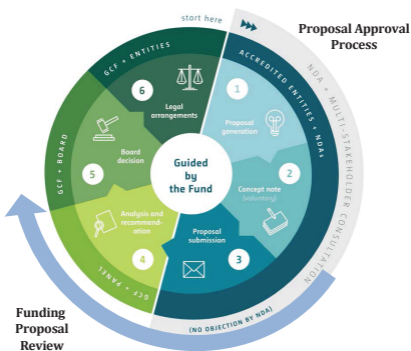 start here
Proposal Approval
Process
NDA + MULTI-STAKEHOLDER CONSULTATION
ACCREDITED ENTITIES + NDAs
GCF + ENTITIES
GCF + BOARD
GCF + PANEL
(NO OBJECTION BY NDA)
Guided
by
the Fund
1
Proposal
generation
2
Concept note
(voluntary)
3
Proposal
submission
4
Analysis and
recommend-
ation
5
Board
decision
6
Legal
arrangements
Funding
Proposal
Review